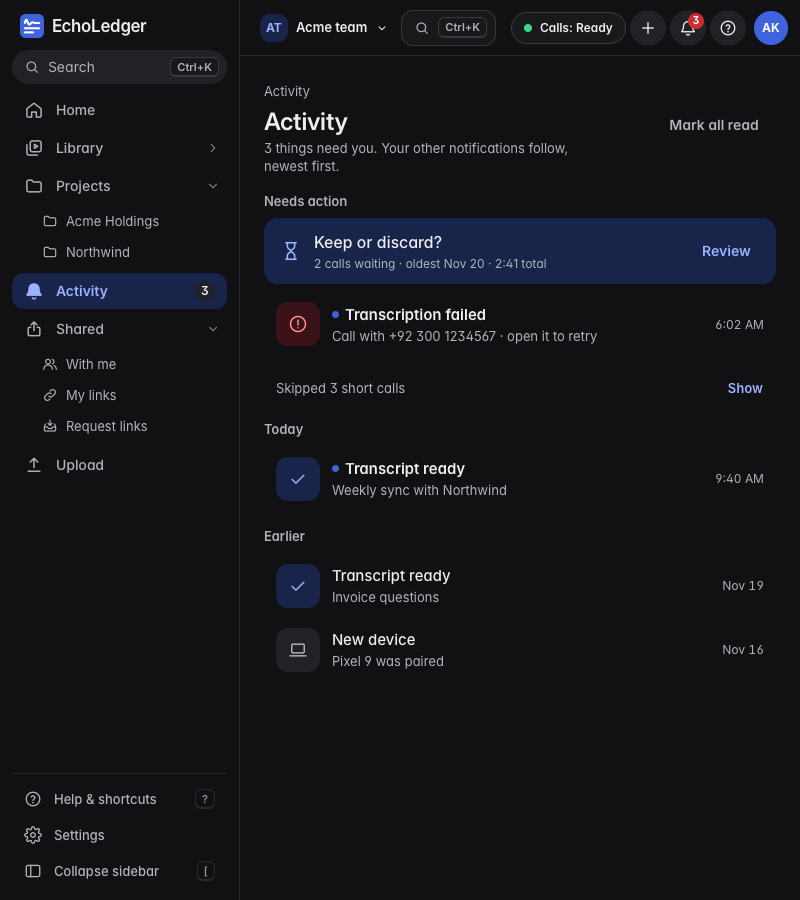 EchoLedger
Search Ctrl+K
Home
Library
Projects
Acme Holdings
Northwind
Activity 3
Shared
With me
My links
Request links
Upload
Help & shortcuts ?
Settings
Collapse sidebar [
AT Acme team Ctrl+K Calls: Ready 3 AK
Activity
Activity
Mark all read
3 things need you. Your other notifications follow,
newest first.
Needs action
Keep or discard?
2 calls waiting · oldest Nov 20 · 2:41 total
Review
Transcription failed
Call with +92 300 1234567 · open it to retry
6:02 AM
Skipped 3 short calls Show
Today
Transcript ready
Weekly sync with Northwind
9:40 AM
Earlier
Transcript ready
Invoice questions
Nov 19
New device
Pixel 9 was paired
Nov 16